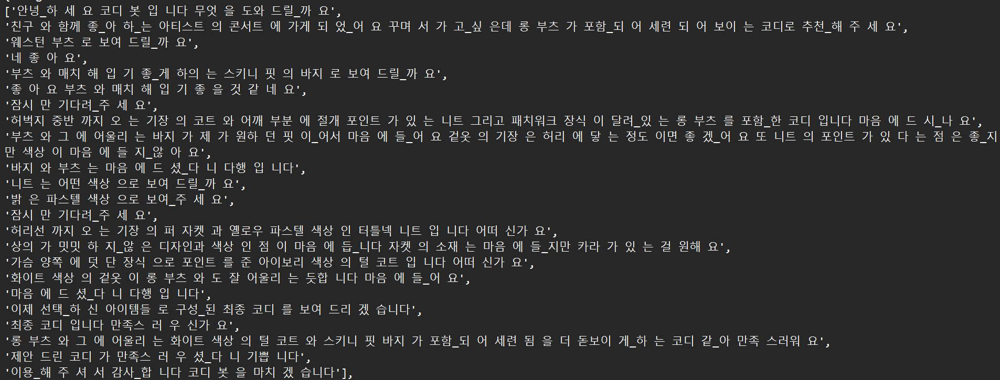 ['안녕_하 세 요 코디 봇 입 니다 무엇 을 도와 드릴_까 요',
'친구 와 함께 좋_아 하_는 아티스트 의 콘서트 에 가게 되 었_어 요 꾸며 서 가 고_싶 은데 롱 부츠 가 포함_되 어 세련 되 어 보이 는 코디로 추천_해 주 세 요',
'웨스턴 부츠 로 보여 드릴_까 요',
'네 좋 아 요',
'부츠 와 매치 해 입 기 좋_게 하의 는 스키니 핏 의 바지 로 보여 드릴_까 요',
'좋 아 요 부츠 와 매치 해 입 기 좋 을 것 같 네 요',
'잠시 만 기다려_주 세 요',
'허벅지 중반 까지 오 는 기장 의 코트 와 어깨 부분 에 절개 포인트 가 있 는 니트 그리고 패치워크 장식 이 달려_있 는 롱 부츠 를 포함_한 코디 입니다 마음 에 드 시_나 요',
'부츠 와 그 에 어울리 는 바지 가 제 가 원하 던 핏 이_어서 마음 에 들_어 요 겉옷 의 기장 은 허리 에 닿 는 정도 이면 좋 겠_어 요 또 니트 의 포인트 가 있 다 는 점 은 좋_지
만 색상 이 마음 에 들 지_않 아 요',
'바지 와 부츠 는 마음 에 드 셨_다 니 다행 입 니다',
'니트 는 어떤 색상 으로 보여 드릴_까 요',
'밝 은 파스텔 색상 으로 보여_주 세 요',
'잠시 만 기다려_주 세 요',
'허리선 까지 오 는 기장 의 퍼 자켓 과 옐로우 파스텔 색상 인 터틀넥 니트 입 니다 어떠 신가 요',
'상의 가 밋밋 하 지_않 은 디자인과 색상 인 점 이 마음 에 듭_니다 자켓 의 소재 는 마음 에 들_지만 카라 가 있 는 걸 원해 요',
'가슴 양쪽 에 덧 단 장식 으로 포인트 를 준 아이보리 색상 의 털 코트 입 니다 어떠 신가 요',
'화이트 색상 의 겉옷 이 롱 부츠 와 도 잘 어울리 는 듯합 니다 마음 에 들_어 요',
'마음 에 드 셨_다 니 다행 입 니다',
'이제 선택_하 신 아이템들 로 구성_된 최종 코디 를 보여 드리 겠 습니다',
'최종 코디 입니다 만족스 러 우 신가 요',
'롱 부츠 와 그 에 어울리 는 화이트 색상 의 털 코트 와 스키니 핏 바지 가 포함_되 어 세련 됨 을 더 돋보이 게_하 는 코디 같_아 만족 스러워 요',
'제안 드린 코디 가 만족스 러 우 셨_다 니 기쁩 니다',
'이용_해 주 셔 서 감사_합 니다 코디 봇 을 마치 겠 습니다'],